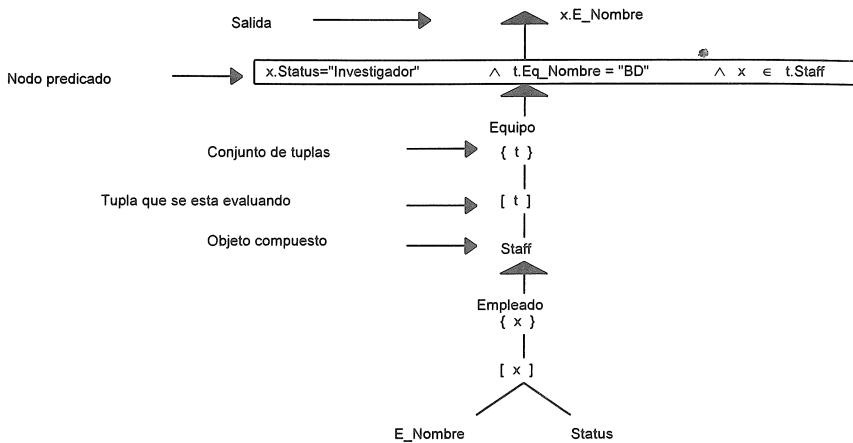 Salida
x.E_Nombre
Nodo predicado
x.Status="Investigador" ∧ t.Eq_Nombre = "BD" ∧ x ∈ t.Staff
Equipo
Conjunto de tuplas
{ t }
Tupla que se esta evaluando
[ t ]
Objeto compuesto
Staff
Empleado
{ x }
[ x ]
E_Nombre Status